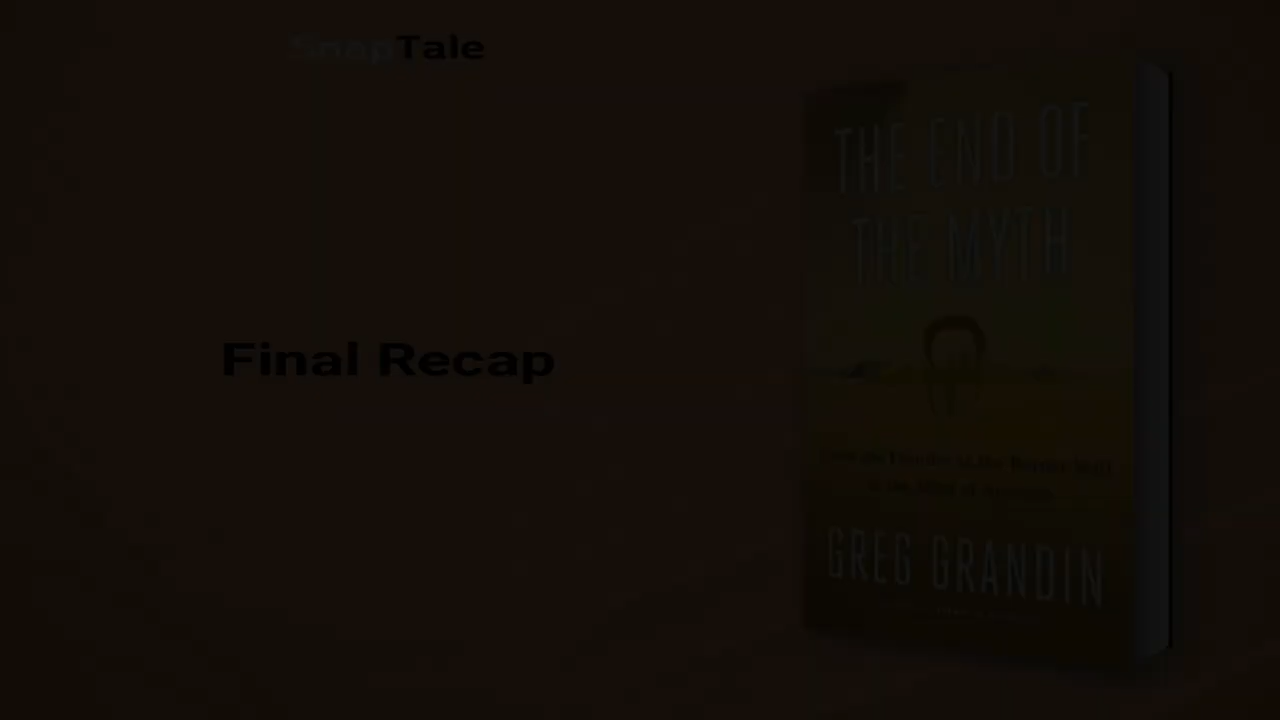 SnapTale
Final Recap
THE END OF
THE MYTH
GREG GRANDIN